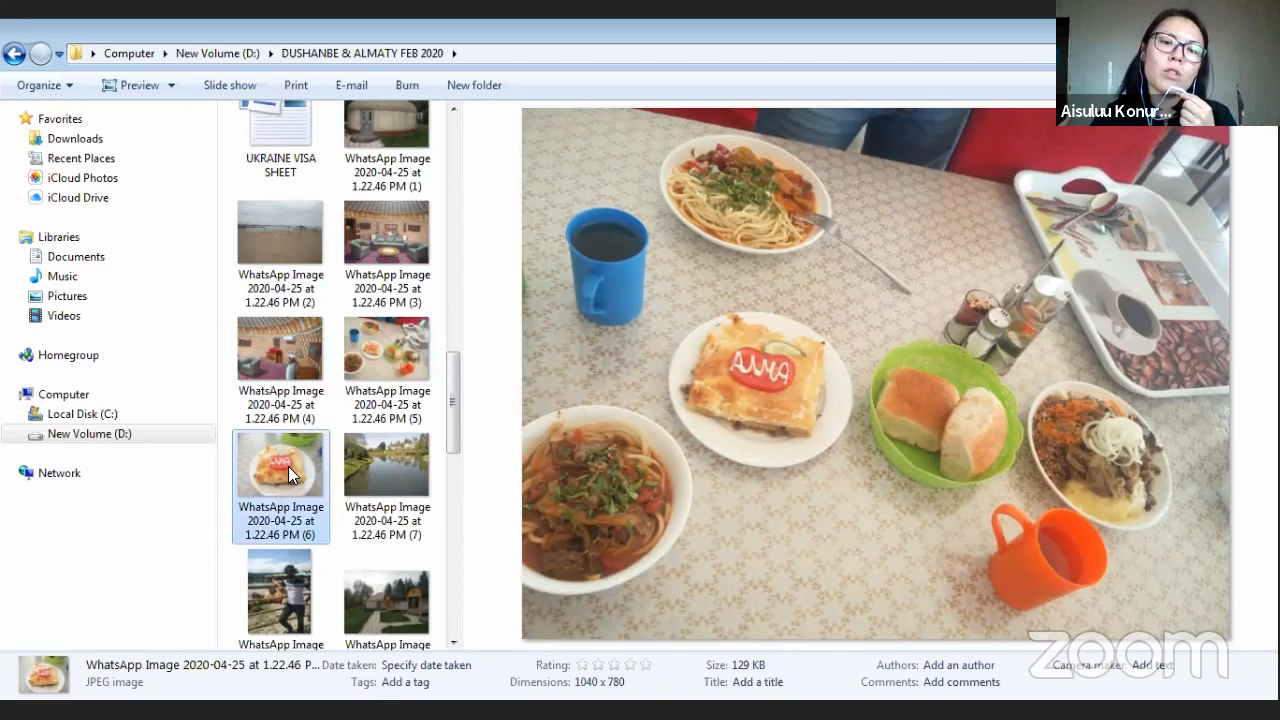 Computer New Volume (D:) DUSHANBE & ALMATY FEB 2020
Organize Preview Slide show Print E-mail Burn New folder
Aisuluu Konur...
Favorites
Downloads
Recent Places
iCloud Photos
iCloud Drive
Libraries
Documents
Music
Pictures
Videos
Homegroup
Computer
Local Disk (C:)
New Volume (D:)
Network
UKRAINE VISA
SHEET
WhatsApp Image
2020-04-25 at
1.22.46 PM (1)
WhatsApp Image
2020-04-25 at
1.22.46 PM (2)
WhatsApp Image
2020-04-25 at
1.22.46 PM (3)
WhatsApp Image
2020-04-25 at
1.22.46 PM (4)
WhatsApp Image
2020-04-25 at
1.22.46 PM (5)
WhatsApp Image
2020-04-25 at
1.22.46 PM (6)
WhatsApp Image
2020-04-25 at
1.22.46 PM (7)
WhatsApp Image
WhatsApp Image
WhatsApp Image 2020-04-25 at 1.22.46 P... Date taken: Specify date taken Rating: Size: 129 KB Authors: Add an author Camera maker: Add text
JPEG image Tags: Add a tag Dimensions: 1040 x 780 Title: Add a title Comments: Add comments
zoom